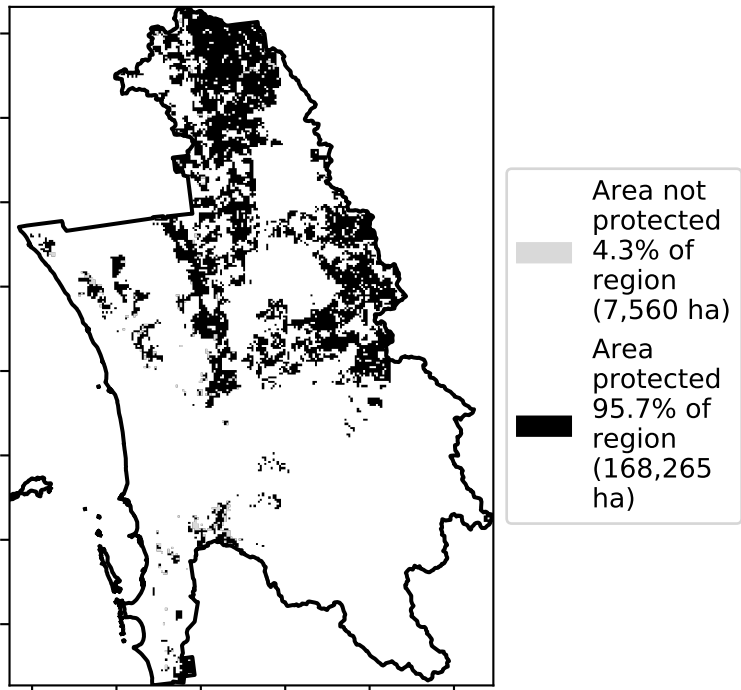 Area not
protected
4.3% of
region
(7,560 ha)
Area
protected
95.7% of
region
(168,265
ha)